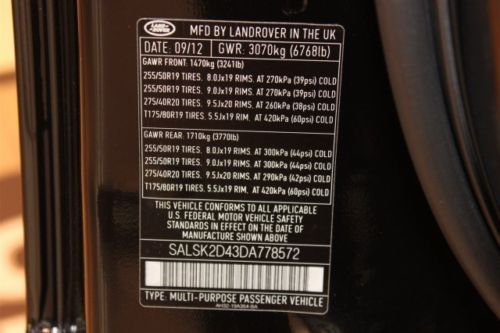 LAND ROVER
MFD BY LANDROVER IN THE UK
DATE: 09/12 GWR: 3070kg (6768lb)
GAWR FRONT: 1470kg (3241lb)
255/50R19 TIRES. 8.0Jx19 RIMS. AT 270kPa (39psi) COLD
255/50R19 TIRES. 9.0Jx19 RIMS. AT 270kPa (39psi) COLD
275/40R20 TIRES. 9.5Jx20 RIMS. AT 260kPa (38psi) COLD
T175/80R19 TIRES. 5.5Jx19 RIM. AT 420kPa (60psi) COLD
GAWR REAR: 1710kg (3770lb)
255/50R19 TIRES. 8.0Jx19 RIMS. AT 300kPa (44psi) COLD
255/50R19 TIRES. 9.0Jx19 RIMS. AT 300kPa (44psi) COLD
275/40R20 TIRES. 9.5Jx20 RIMS. AT 290kPa (42psi) COLD
T175/80R19 TIRES. 5.5Jx19 RIM. AT 420kPa (60psi) COLD
THIS VEHICLE CONFORMS TO ALL APPLICABLE
U.S. FEDERAL MOTOR VEHICLE SAFETY
STANDARDS IN EFFECT ON THE DATE OF
MANUFACTURE SHOWN ABOVE
SALSK2D43DA778572
TYPE: MULTI-PURPOSE PASSENGER VEHICLE